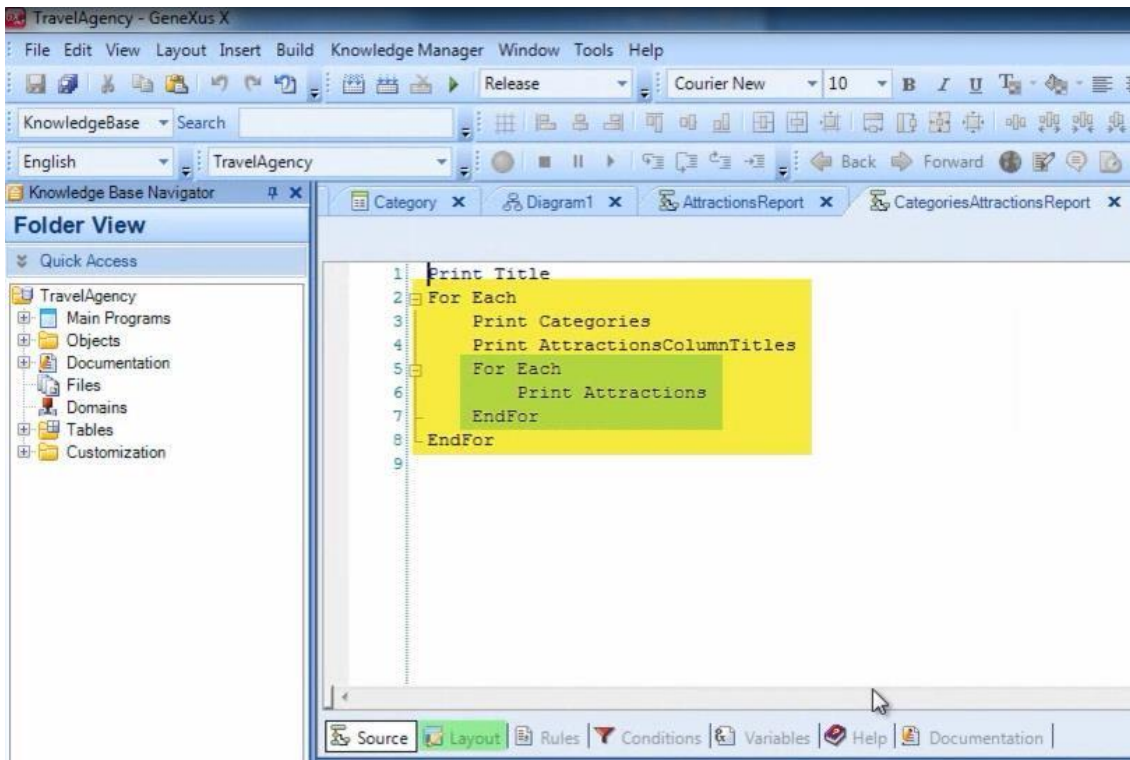 TravelAgency - GeneXus X
File Edit View Layout Insert Build Knowledge Manager Window Tools Help
Release Courier New 10 B I U
KnowledgeBase Search
English TravelAgency Back Forward
Knowledge Base Navigator
Folder View
Quick Access
TravelAgency
Main Programs
Objects
Documentation
Files
Domains
Tables
Customization
Category Diagram1 AttractionsReport CategoriesAttractionsReport
1 Print Title
2 For Each
3 Print Categories
4 Print AttractionsColumnTitles
5 For Each
6 Print Attractions
7 EndFor
8 EndFor
9
Source Layout Rules Conditions Variables Help Documentation